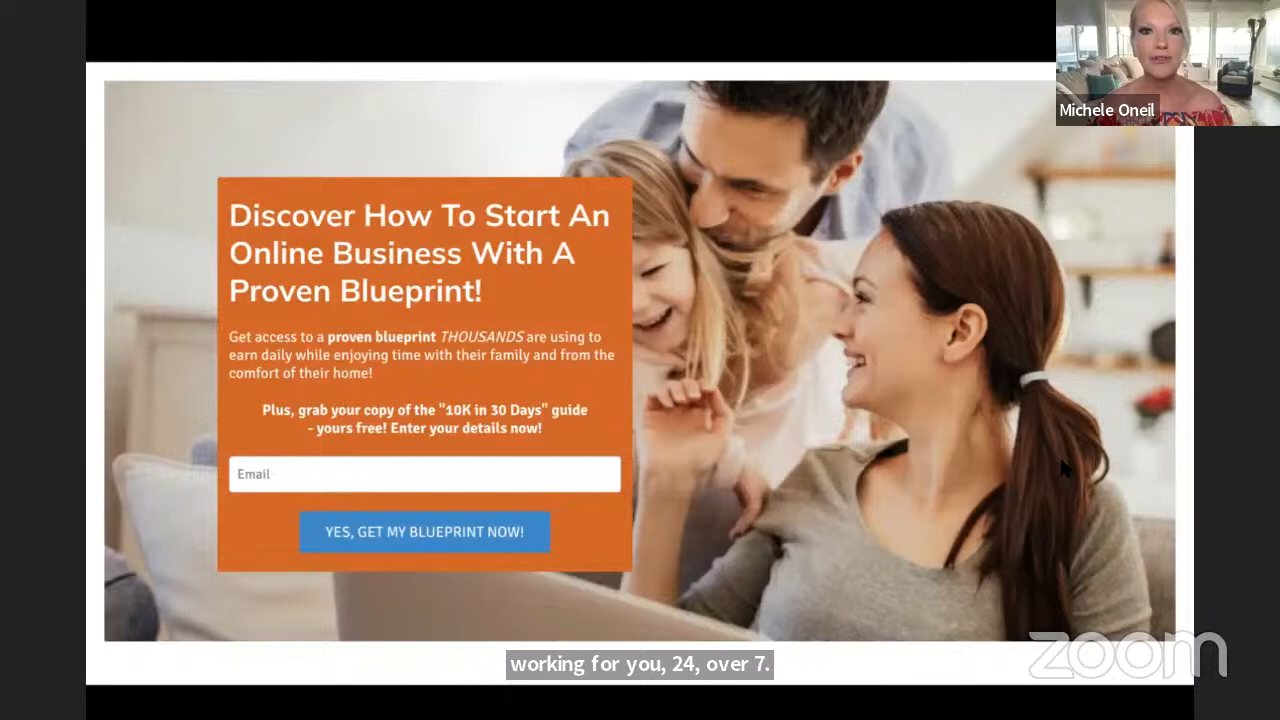 Michele Oneil
Discover How To Start An
Online Business With A
Proven Blueprint!
Get access to a proven blueprint THOUSANDS are using to
earn daily while enjoying time with their family and from the
comfort of their home!
Plus, grab your copy of the "10K in 30 Days" guide
- yours free! Enter your details now!
Email
YES, GET MY BLUEPRINT NOW!
working for you, 24, over 7.
zoom